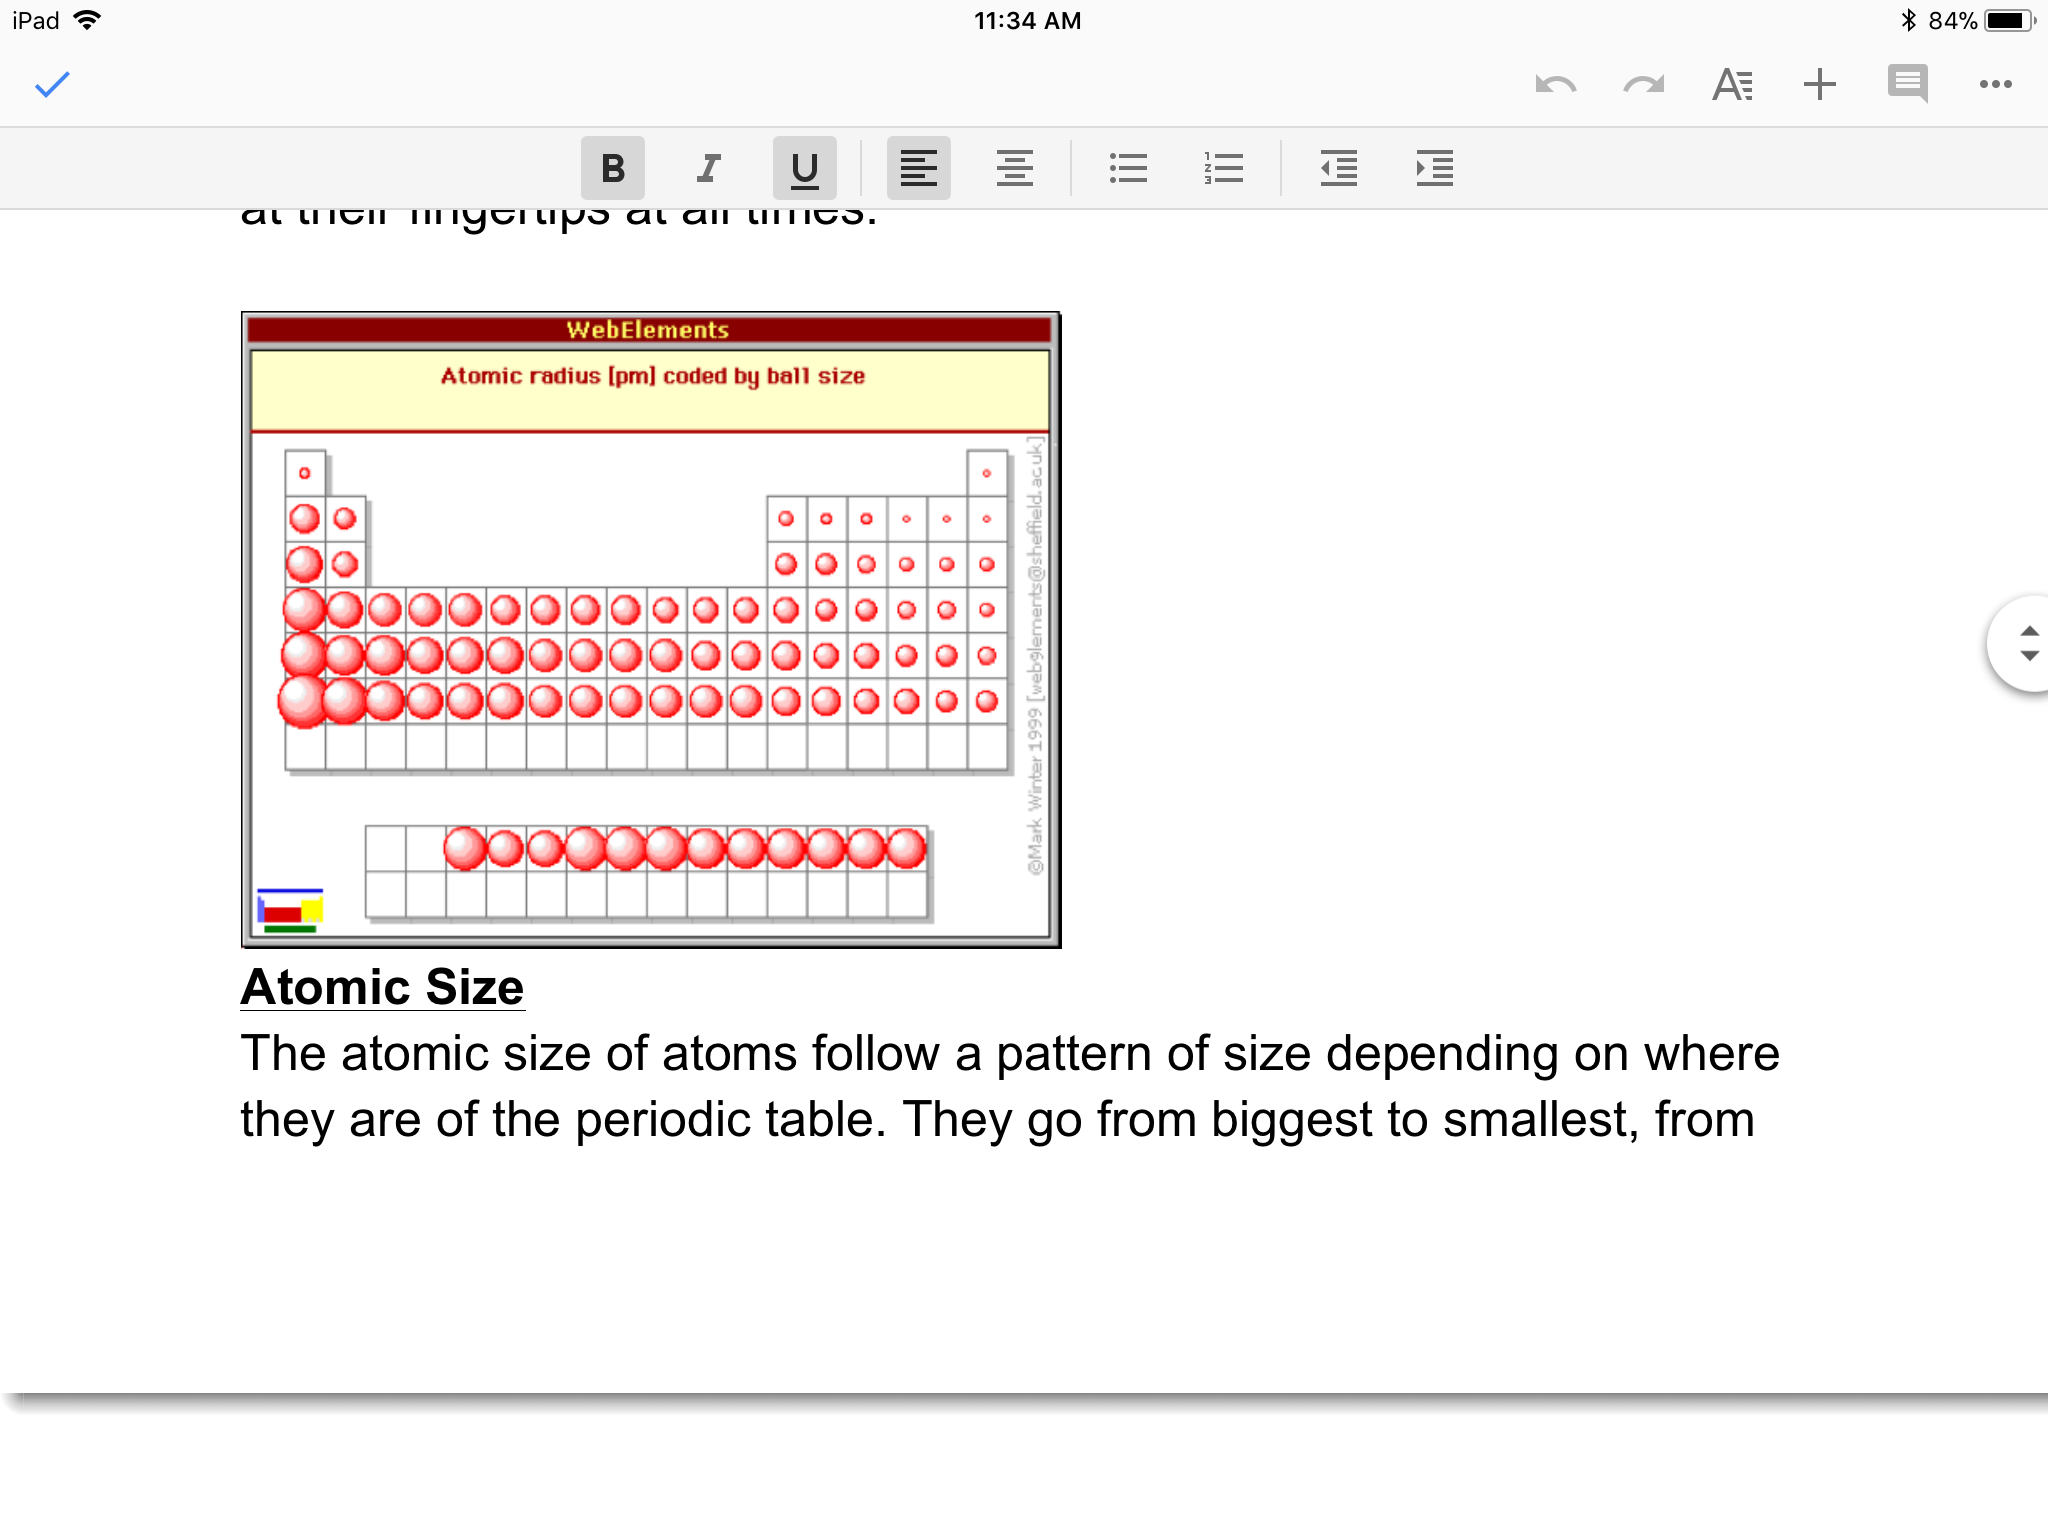 iPad 11:34 AM 84%
B I U
at their fingertips at all times.
WebElements
Atomic radius [pm] coded by ball size
©Mark Winter 1999 [webelements@sheffield.ac.uk]
Atomic Size
The atomic size of atoms follow a pattern of size depending on where
they are of the periodic table. They go from biggest to smallest, from